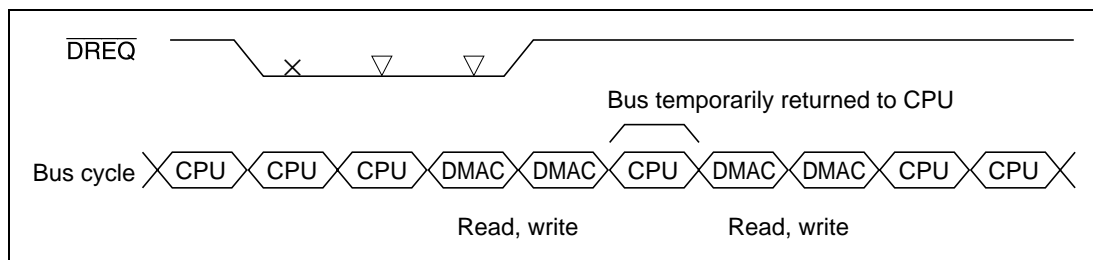 DREQ
Bus temporarily returned to CPU
Bus cycle CPU CPU CPU DMAC DMAC CPU DMAC DMAC CPU CPU
Read, write Read, write